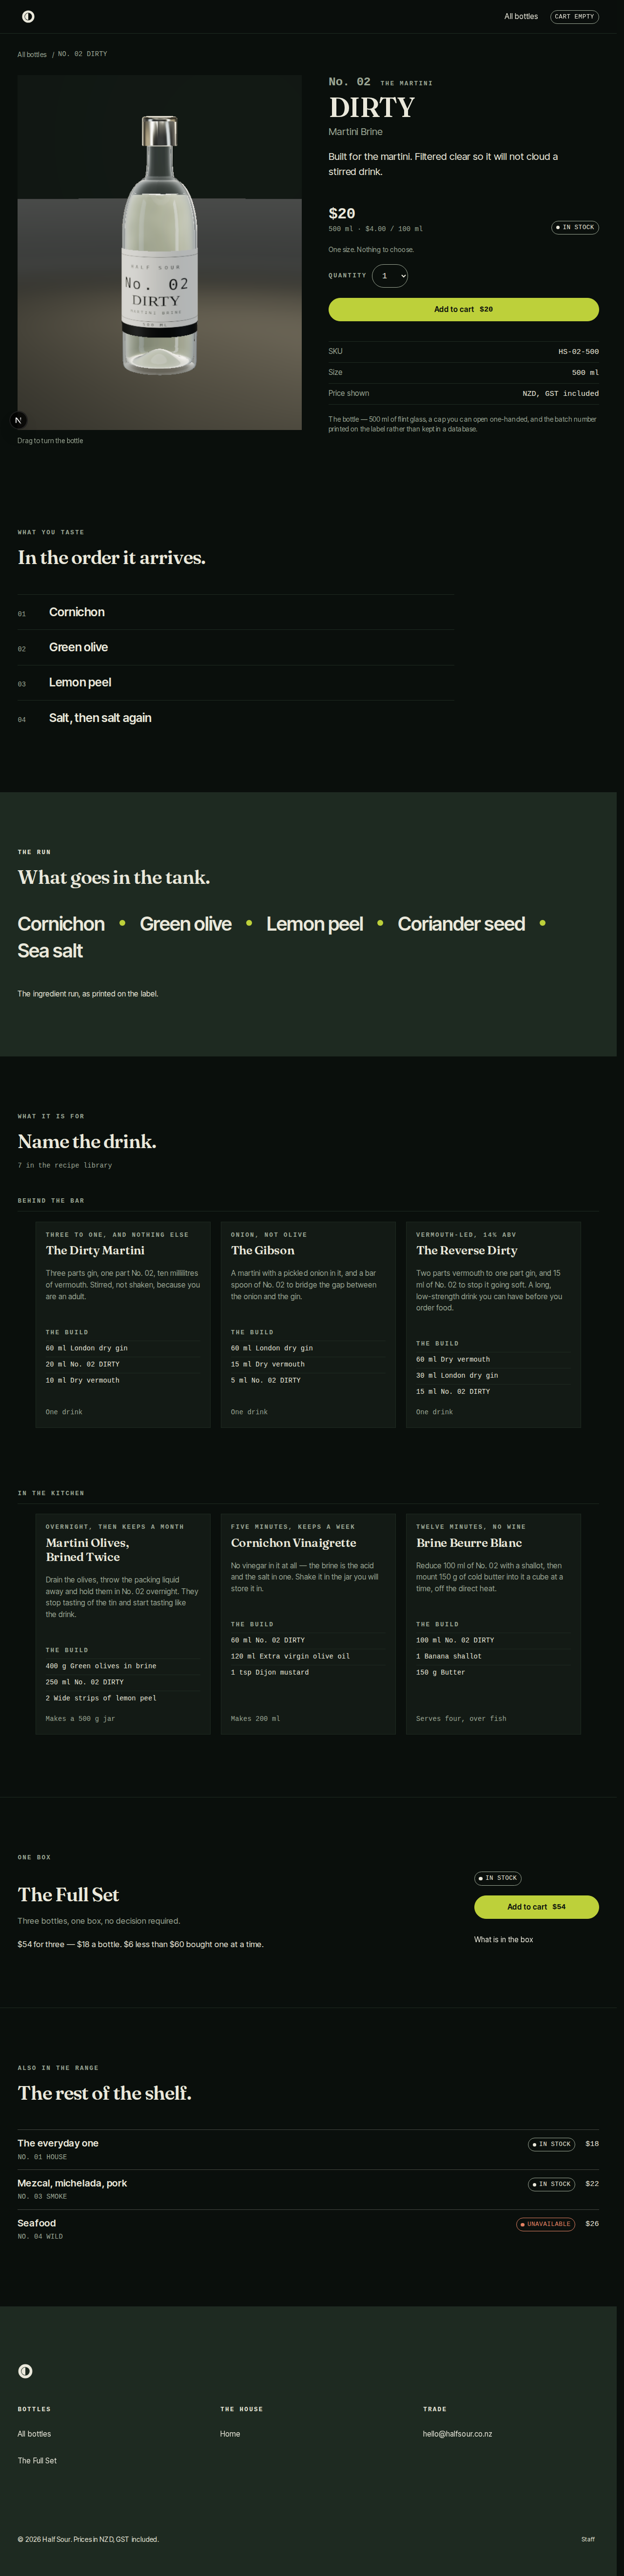 All bottles
CART EMPTY
All bottles / NO. 02 DIRTY
HALF SOUR
No. 02
DIRTY
MARTINI BRINE
500 ML
N
Drag to turn the bottle
No. 02 THE MARTINI
DIRTY
Martini Brine
Built for the martini. Filtered clear so it will not cloud a
stirred drink.
$20
500 ml · $4.00 / 100 ml
IN STOCK
One size. Nothing to choose.
QUANTITY 1
Add to cart $20
SKU HS-02-500
Size 500 ml
Price shown NZD, GST included
The bottle — 500 ml of flint glass, a cap you can open one-handed, and the batch number
printed on the label rather than kept in a database.
WHAT YOU TASTE
In the order it arrives.
01 Cornichon
02 Green olive
03 Lemon peel
04 Salt, then salt again
THE RUN
What goes in the tank.
Cornichon • Green olive • Lemon peel • Coriander seed •
Sea salt
The ingredient run, as printed on the label.
WHAT IT IS FOR
Name the drink.
7 in the recipe library
BEHIND THE BAR
THREE TO ONE, AND NOTHING ELSE
The Dirty Martini
Three parts gin, one part No. 02, ten millilitres
of vermouth. Stirred, not shaken, because you
are an adult.
THE BUILD
60 ml London dry gin
20 ml No. 02 DIRTY
10 ml Dry vermouth
One drink
ONION, NOT OLIVE
The Gibson
A martini with a pickled onion in it, and a bar
spoon of No. 02 to bridge the gap between
the onion and the gin.
THE BUILD
60 ml London dry gin
15 ml Dry vermouth
5 ml No. 02 DIRTY
One drink
VERMOUTH-LED, 14% ABV
The Reverse Dirty
Two parts vermouth to one part gin, and 15
ml of No. 02 to stop it going soft. A long,
low-strength drink you can have before you
order food.
THE BUILD
60 ml Dry vermouth
30 ml London dry gin
15 ml No. 02 DIRTY
One drink
IN THE KITCHEN
OVERNIGHT, THEN KEEPS A MONTH
Martini Olives,
Brined Twice
Drain the olives, throw the packing liquid
away and hold them in No. 02 overnight. They
stop tasting of the tin and start tasting like
the drink.
THE BUILD
400 g Green olives in brine
250 ml No. 02 DIRTY
2 Wide strips of lemon peel
Makes a 500 g jar
FIVE MINUTES, KEEPS A WEEK
Cornichon Vinaigrette
No vinegar in it at all — the brine is the acid
and the salt in one. Shake it in the jar you will
store it in.
THE BUILD
60 ml No. 02 DIRTY
120 ml Extra virgin olive oil
1 tsp Dijon mustard
Makes 200 ml
TWELVE MINUTES, NO WINE
Brine Beurre Blanc
Reduce 100 ml of No. 02 with a shallot, then
mount 150 g of cold butter into it a cube at a
time, off the direct heat.
THE BUILD
100 ml No. 02 DIRTY
1 Banana shallot
150 g Butter
Serves four, over fish
ONE BOX
The Full Set
Three bottles, one box, no decision required.
$54 for three — $18 a bottle. $6 less than $60 bought one at a time.
IN STOCK
Add to cart $54
What is in the box
ALSO IN THE RANGE
The rest of the shelf.
The everyday one
NO. 01 HOUSE
IN STOCK $18
Mezcal, michelada, pork
NO. 03 SMOKE
IN STOCK $22
Seafood
NO. 04 WILD
UNAVAILABLE $26
BOTTLES
All bottles
The Full Set
THE HOUSE
Home
TRADE
hello@halfsour.co.nz
© 2026 Half Sour. Prices in NZD, GST included.
Staff